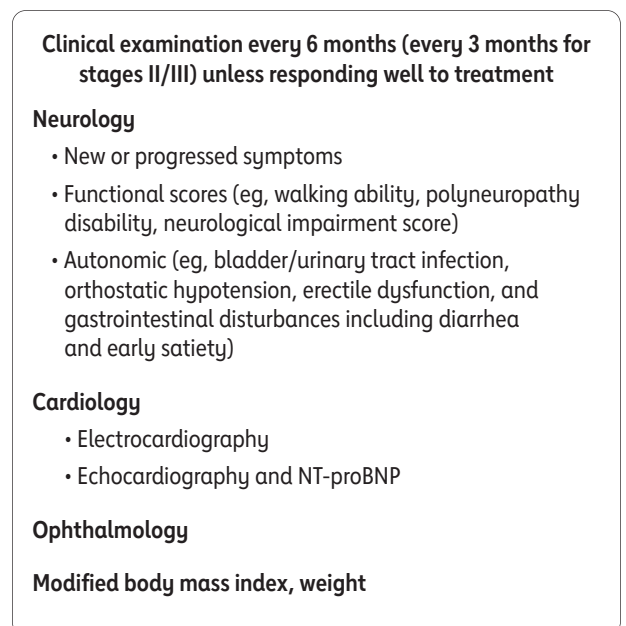 Clinical examination every 6 months (every 3 months for
stages II/III) unless responding well to treatment
Neurology
• New or progressed symptoms
• Functional scores (eg, walking ability, polyneuropathy
disability, neurological impairment score)
• Autonomic (eg, bladder/urinary tract infection,
orthostatic hypotension, erectile dysfunction, and
gastrointestinal disturbances including diarrhea
and early satiety)
Cardiology
• Electrocardiography
• Echocardiography and NT-proBNP
Ophthalmology
Modified body mass index, weight